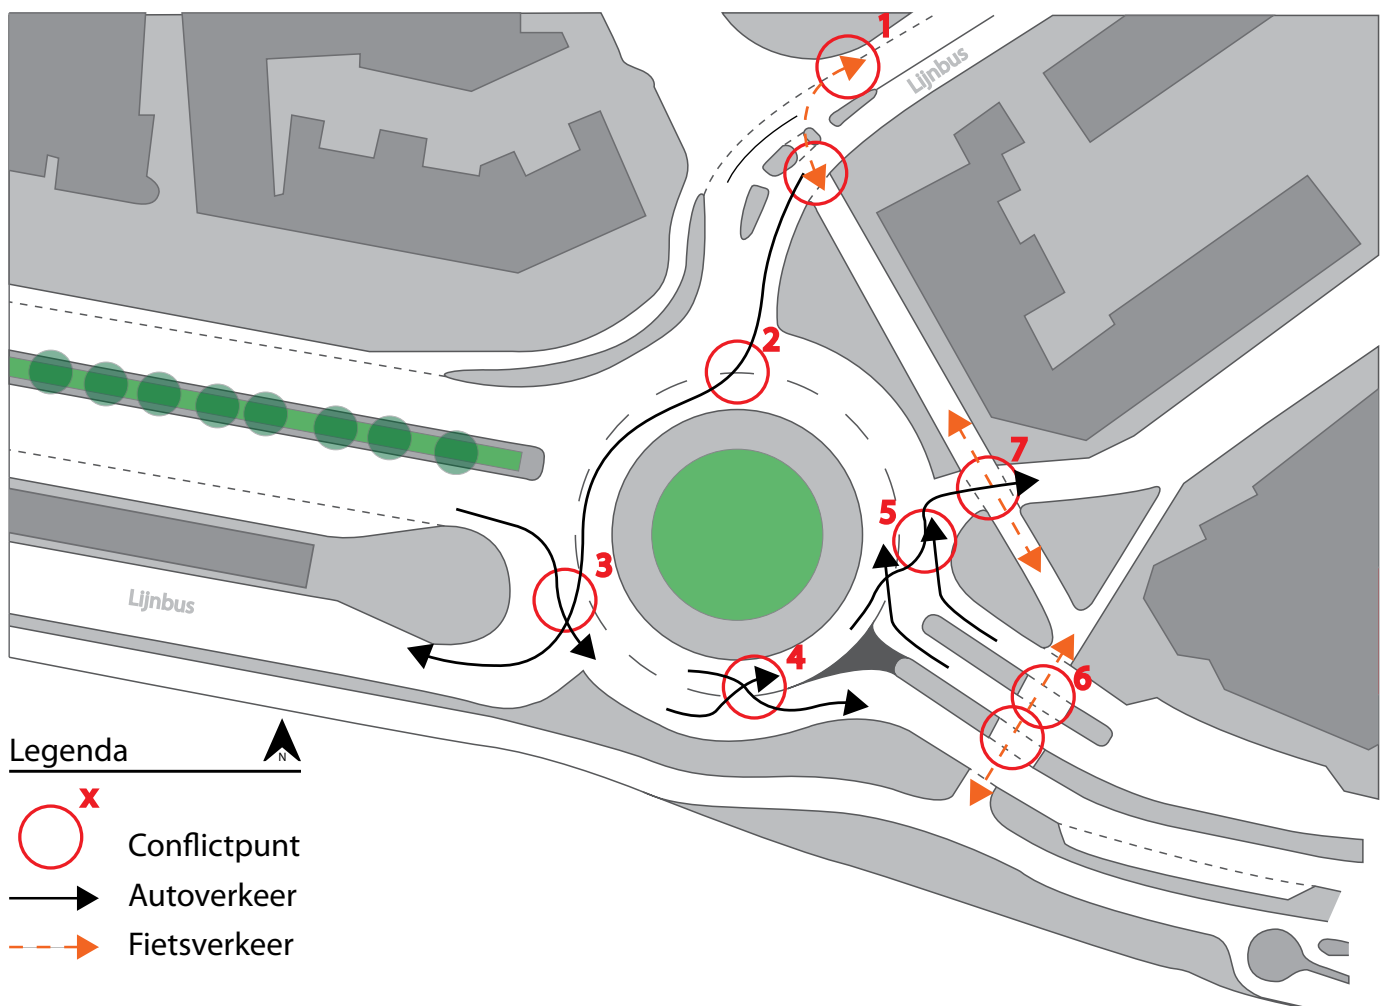 1
Lijnbus
2
7
5
3
Lijnbus
4
6
Legenda
N
x
Conflictpunt
Autoverkeer
Fietsverkeer